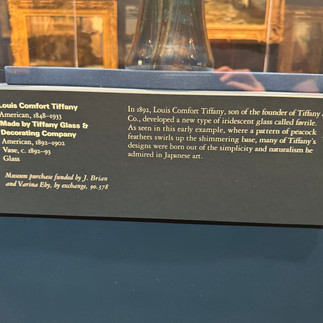 Louis Comfort Tiffany
American, 1848–1933
Made by Tiffany Glass &
Decorating Company
American, 1892–1902
Vase, c. 1892–93
Glass
Museum purchase funded by J. Brian
and Varina Eby, by exchange, 90.378
In 1892, Louis Comfort Tiffany, son of the founder of Tiffany
Co., developed a new type of iridescent glass called favrile.
As seen in this early example, where a pattern of peacock
feathers swirls up the shimmering base, many of Tiffany's
designs were born out of the simplicity and naturalism he
admired in Japanese art.